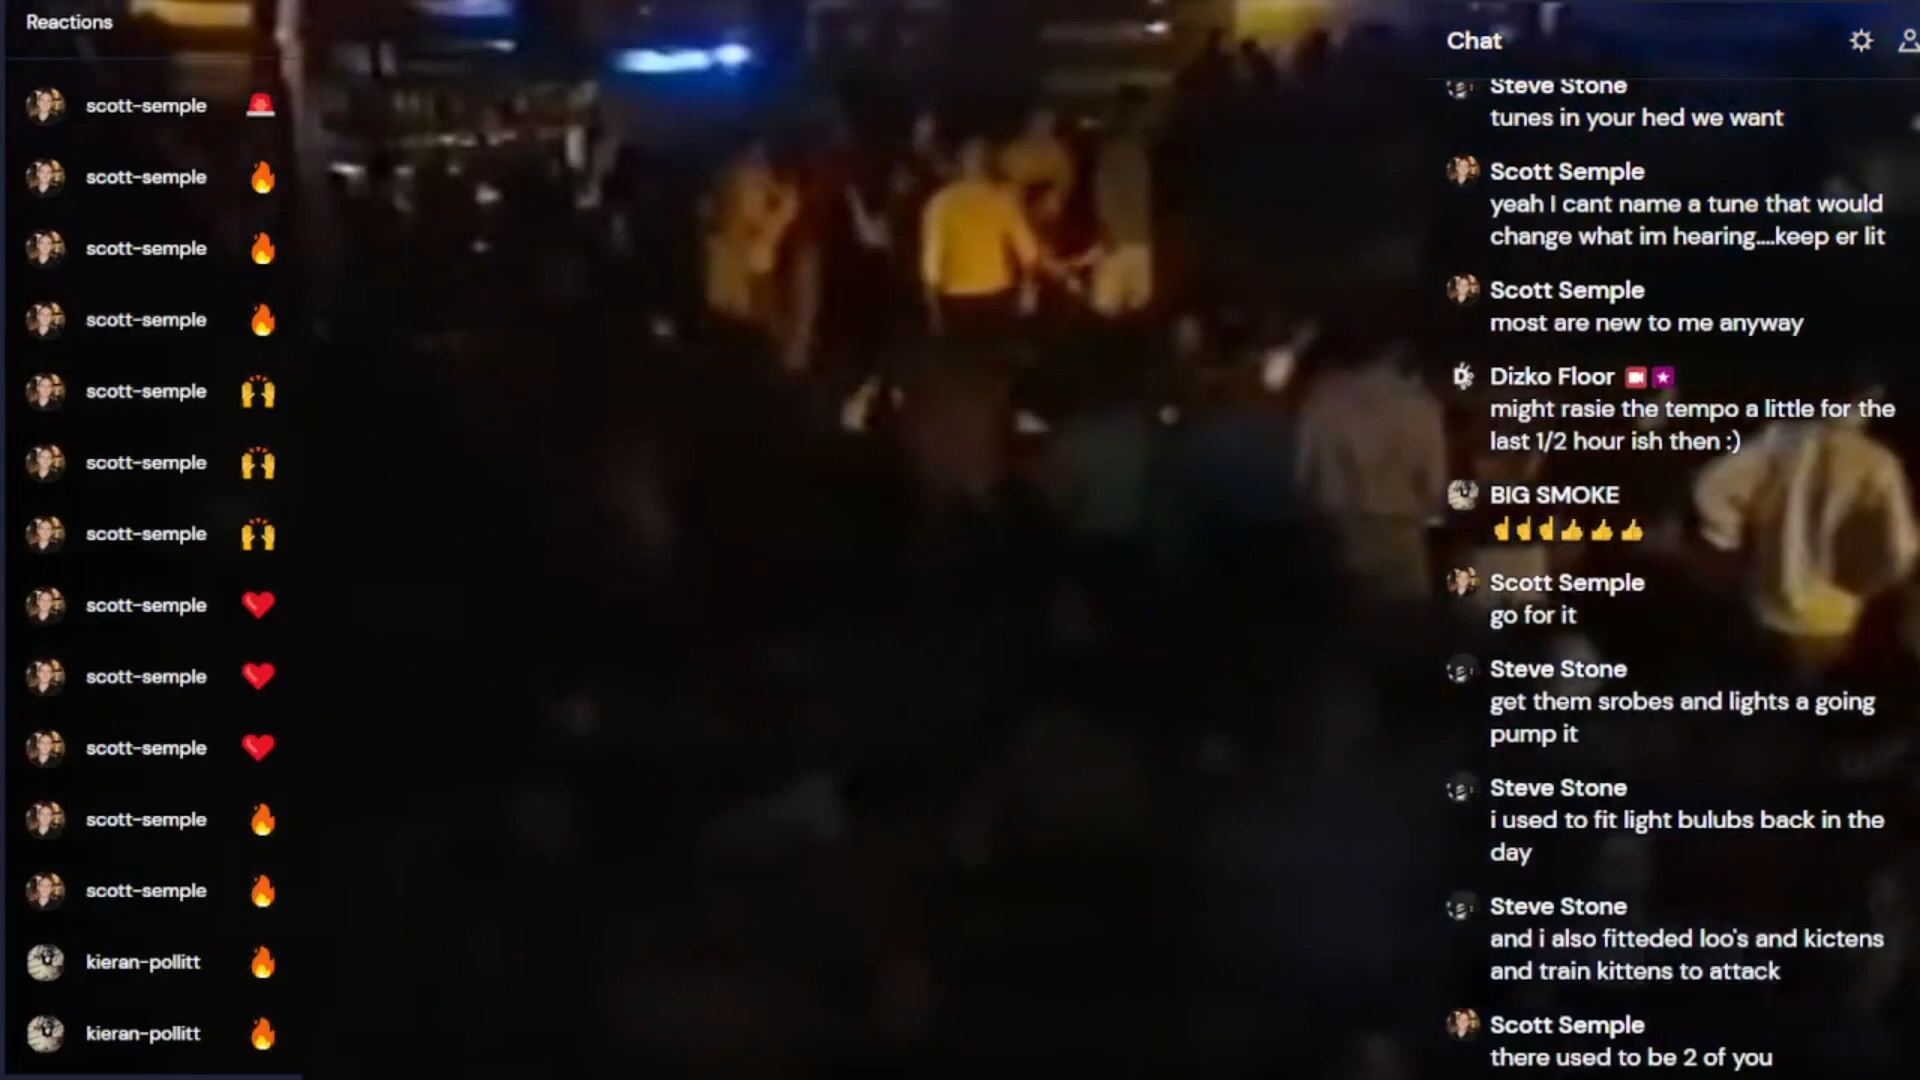 Reactions
scott-semple
scott-semple
scott-semple
scott-semple
scott-semple
scott-semple
scott-semple
scott-semple
scott-semple
scott-semple
scott-semple
scott-semple
kieran-pollitt
kieran-pollitt
Chat
Steve Stone
tunes in your hed we want
Scott Semple
yeah I cant name a tune that would
change what im hearing....keep er lit
Scott Semple
most are new to me anyway
Dizko Floor
might rasie the tempo a little for the
last 1/2 hour ish then :)
BIG SMOKE
Scott Semple
go for it
Steve Stone
get them srobes and lights a going
pump it
Steve Stone
i used to fit light bulubs back in the
day
Steve Stone
and i also fitteded loo's and kictens
and train kittens to attack
Scott Semple
there used to be 2 of you